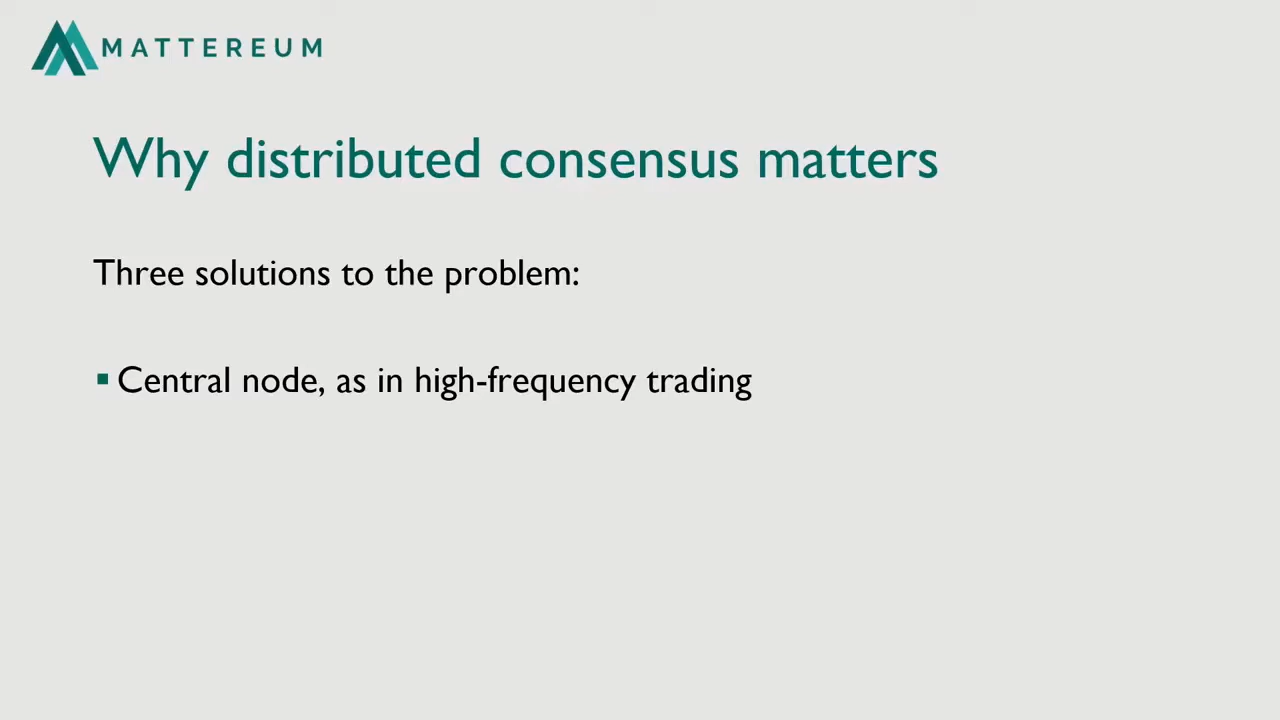 MATTEREUM
Why distributed consensus matters
Three solutions to the problem:
▪ Central node, as in high-frequency trading